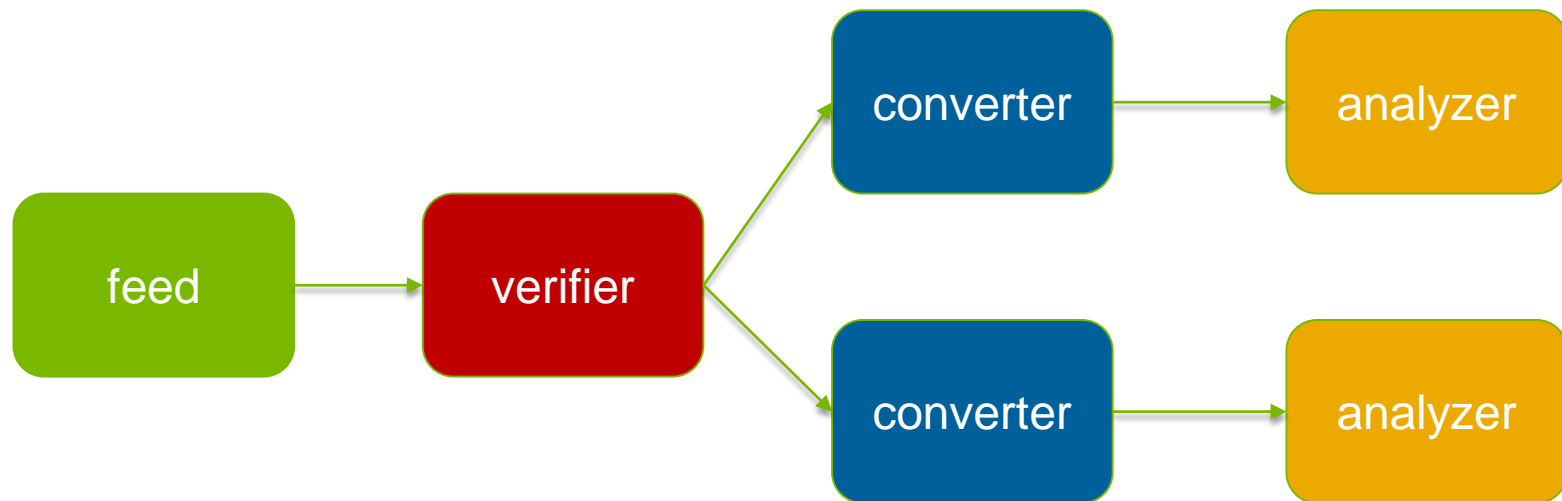 converter
analyzer
feed
verifier
converter
analyzer